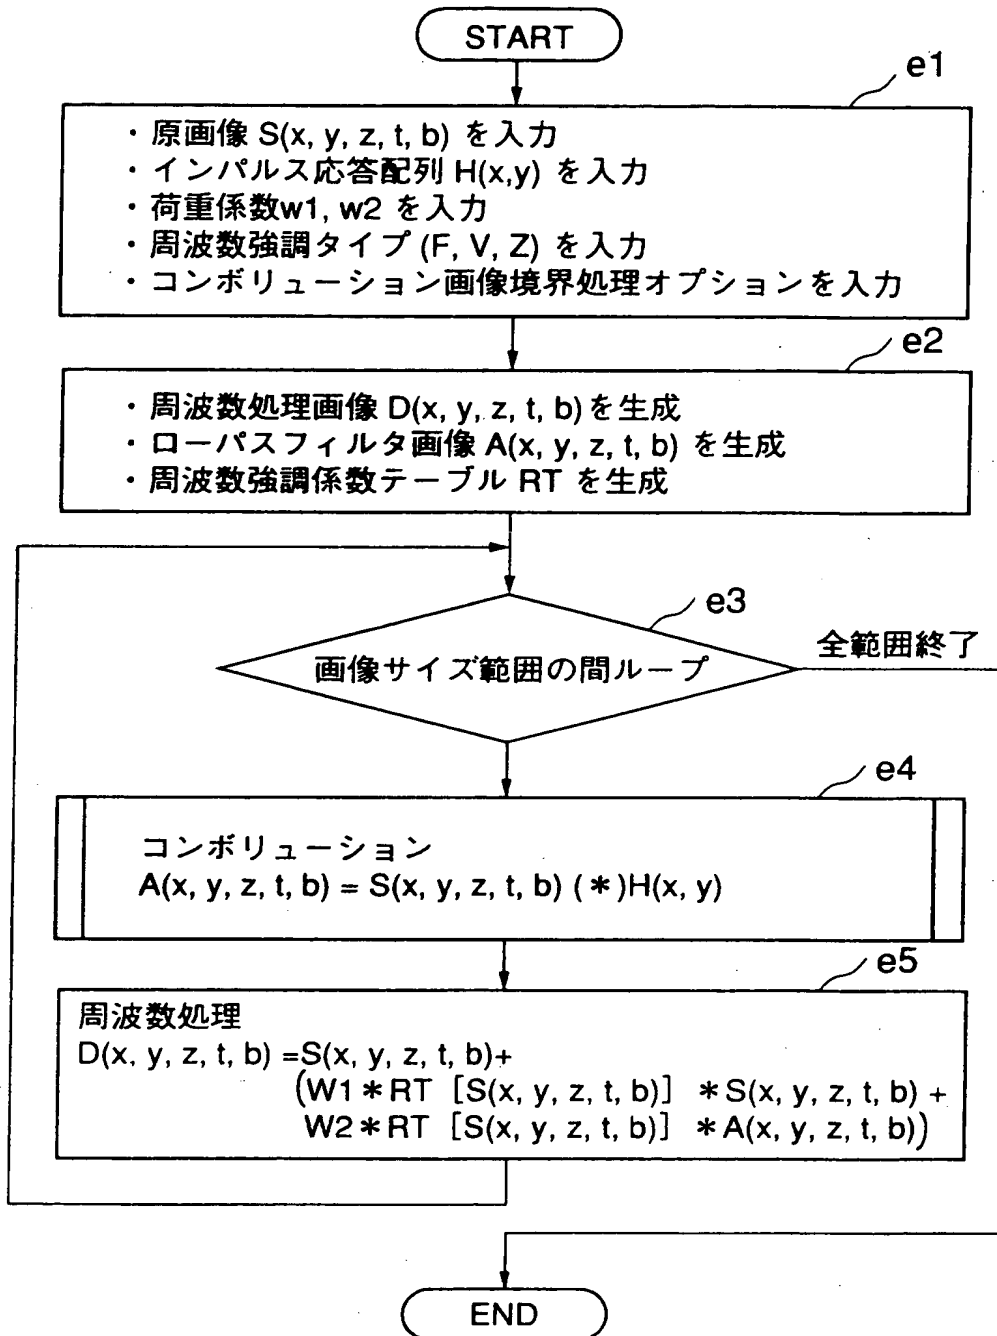 START
e1
・原画像 S(x, y, z, t, b) を入力
・インパルス応答配列 H(x,y) を入力
・荷重係数w1, w2 を入力
・周波数強調タイプ (F, V, Z) を入力
・コンボリューション画像境界処理オプションを入力
e2
・周波数処理画像 D(x, y, z, t, b) を生成
・ローパスフィルタ画像 A(x, y, z, t, b) を生成
・周波数強調係数テーブル RT を生成
e3
全範囲終了
画像サイズ範囲の間ループ
e4
コンボリューション
A(x, y, z, t, b) = S(x, y, z, t, b) (*)H(x, y)
e5
周波数処理
D(x, y, z, t, b) =S(x, y, z, t, b)+
(W1*RT [S(x, y, z, t, b)] *S(x, y, z, t, b) +
W2*RT [S(x, y, z, t, b)] *A(x, y, z, t, b))
END